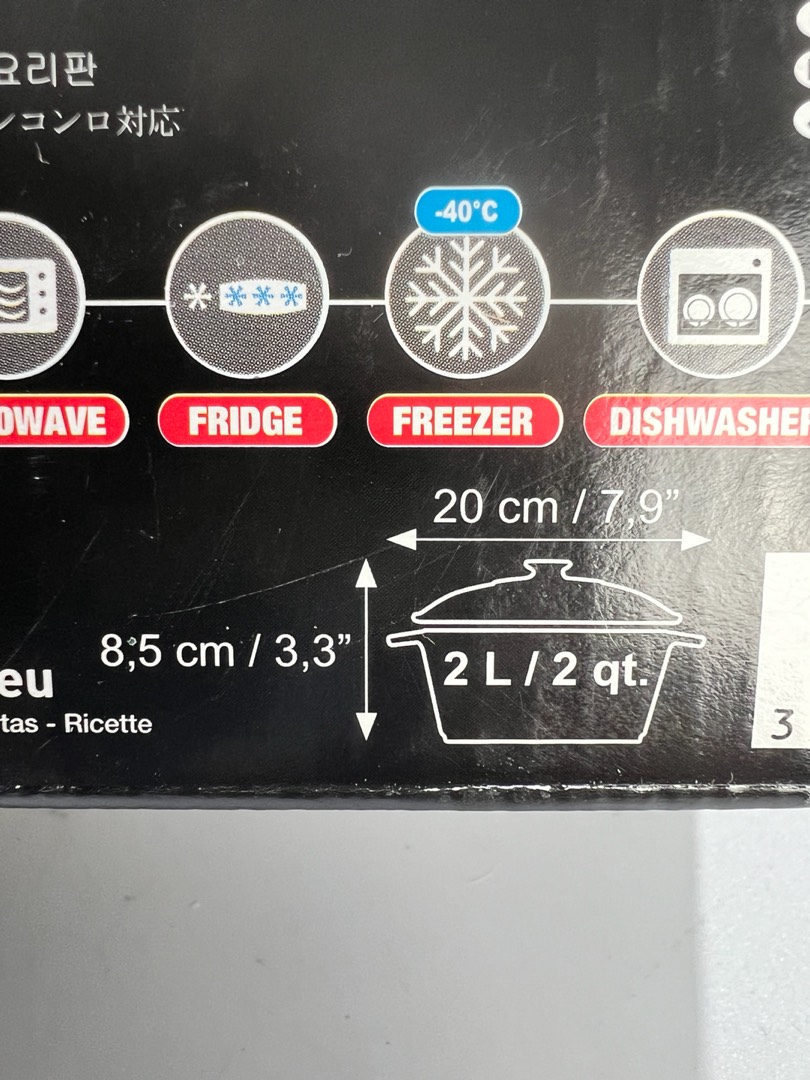 요리판
ンコンロ対応
-40°C
OWAVE
FRIDGE
FREEZER
DISHWASHER
20 cm / 7,9”
8,5 cm / 3,3”
2 L / 2 qt.
eu
tas - Ricette
3